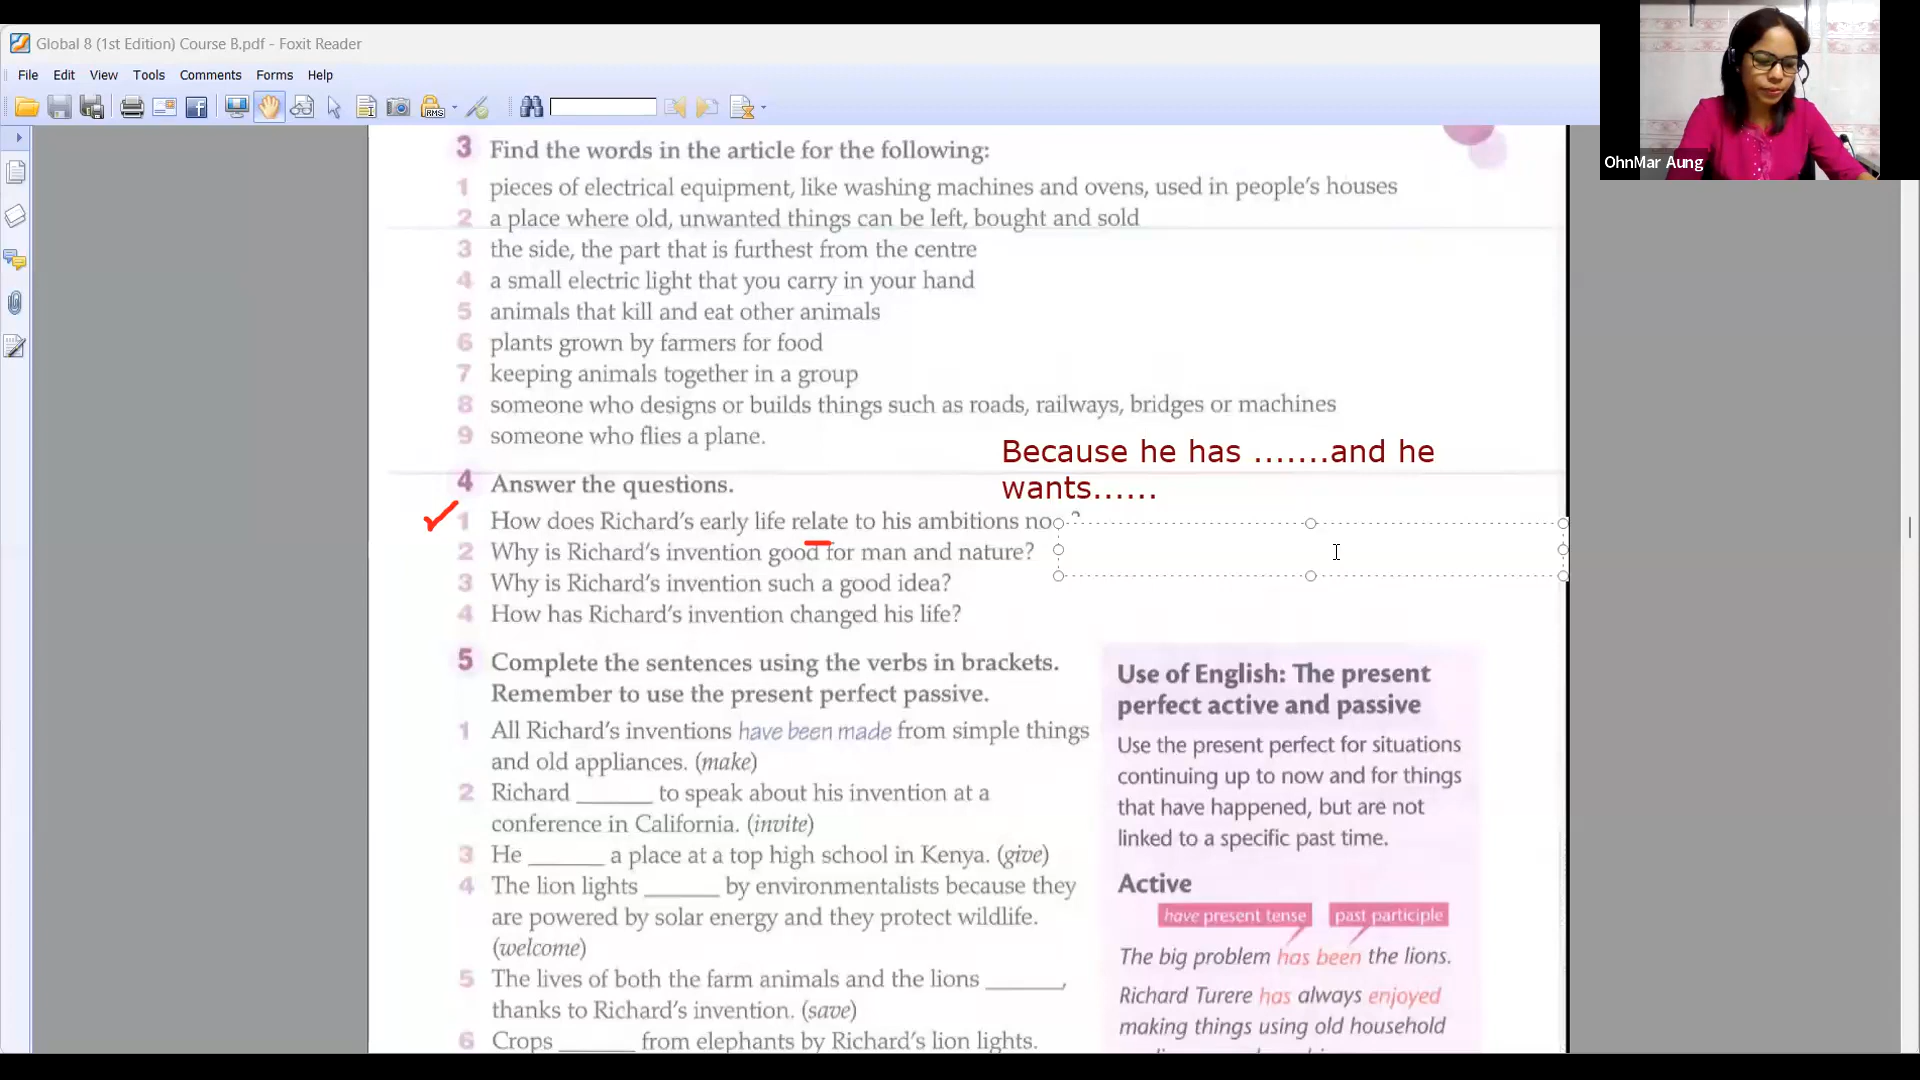 Global 8 (1st Edition) Course B.pdf - Foxit Reader
File Edit View Tools Comments Forms Help
OhnMar Aung
3 Find the words in the article for the following:
1 pieces of electrical equipment, like washing machines and ovens, used in people's houses
2 a place where old, unwanted things can be left, bought and sold
3 the side, the part that is furthest from the centre
4 a small electric light that you carry in your hand
5 animals that kill and eat other animals
6 plants grown by farmers for food
7 keeping animals together in a group
8 someone who designs or builds things such as roads, railways, bridges or machines
9 someone who flies a plane.
Because he has .......and he
wants......
4 Answer the questions.
1 How does Richard's early life relate to his ambitions
2 Why is Richard's invention good for man and nature?
3 Why is Richard's invention such a good idea?
4 How has Richard's invention changed his life?
5 Complete the sentences using the verbs in brackets.
Remember to use the present perfect passive.
1 All Richard's inventions have been made from simple things
and old appliances. (make)
2 Richard ______ to speak about his invention at a
conference in California. (invite)
3 He ______ a place at a top high school in Kenya. (give)
4 The lion lights ______ by environmentalists because they
are powered by solar energy and they protect wildlife.
(welcome)
5 The lives of both the farm animals and the lions ______,
thanks to Richard's invention. (save)
6 Crops ______ from elephants by Richard's lion lights.
Use of English: The present
perfect active and passive
Use the present perfect for situations
continuing up to now and for things
that have happened, but are not
linked to a specific past time.
Active
have present tense past participle
The big problem has been the lions.
Richard Turere has always enjoyed
making things using old household